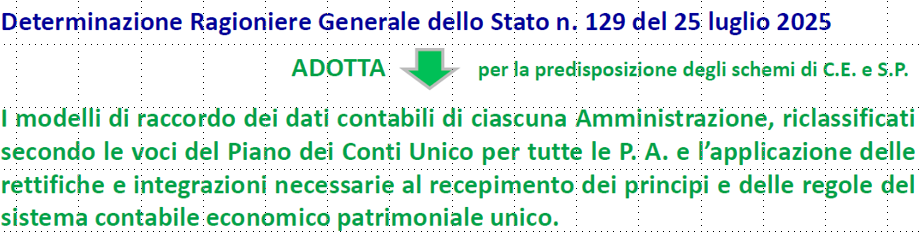 Determinazione Ragioniere Generale dello Stato n. 129 del 25 luglio 2025
ADOTTA per la predisposizione degli schemi di C.E. e S.P.
I modelli di raccordo dei dati contabili di ciascuna Amministrazione, riclassificati
secondo le voci del Piano dei Conti Unico per tutte le P. A. e l’applicazione delle
rettifiche e integrazioni necessarie al recepimento dei principi e delle regole del
sistema contabile economico patrimoniale unico.